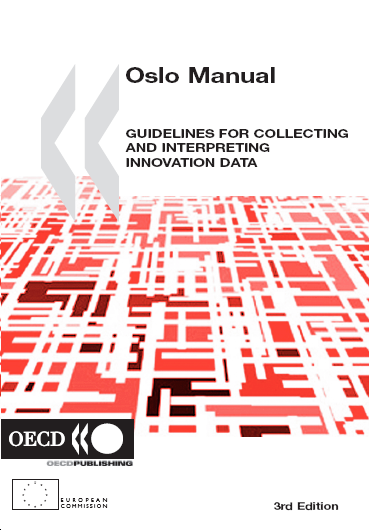 Oslo Manual
GUIDELINES FOR COLLECTING
AND INTERPRETING
INNOVATION DATA
OECD
OECDPUBLISHING
EUROPEAN
COMMISSION
3rd Edition